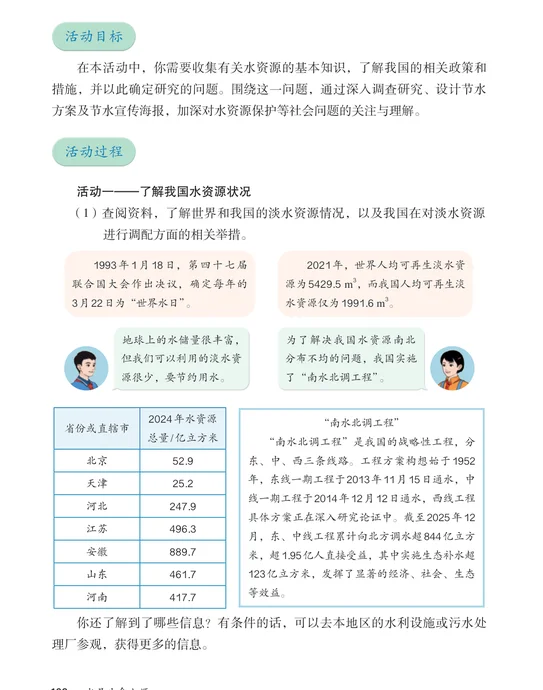 活动目标
在本活动中，你需要收集有关水资源的基本知识，了解我国的相关政策和
措施，并以此确定研究的问题。围绕这一问题，通过深入调查研究、设计节水
方案及节水宣传海报，加深对水资源保护等社会问题的关注与理解。
活动过程
活动一——了解我国水资源状况
（1）查阅资料，了解世界和我国的淡水资源情况，以及我国在对淡水资源
进行调配方面的相关举措。
1993年1月18日，第四十七届
联合国大会作出决议，确定每年的
3月22日为“世界水日”。
2021年，世界人均可再生淡水资
源为5429.5 m³，而我国人均可再生淡
水资源仅为1991.6 m³。
地球上的水储量很丰富，
但我们可以利用的淡水资
源很少，要节约用水。
为了解决我国水资源南北
分布不均的问题，我国实施
了“南水北调工程”。
省份或直辖市 2024年水资源
总量/亿立方米
北京 52.9
天津 25.2
河北 247.9
江苏 496.3
安徽 889.7
山东 461.7
河南 417.7
“南水北调工程”
“南水北调工程”是我国的战略性工程，分
东、中、西三条线路。工程方案构想始于1952
年，东线一期工程于2013年11月15日通水，中
线一期工程于2014年12月12日通水，西线工程
具体方案正在深入研究论证中。截至2025年12
月，东、中线工程累计向北方调水超844亿立方
米，超1.95亿人直接受益，其中实施生态补水超
123亿立方米，发挥了显著的经济、社会、生态
等效益。
你还了解到了哪些信息？有条件的话，可以去本地区的水利设施或污水处
理厂参观，获得更多的信息。